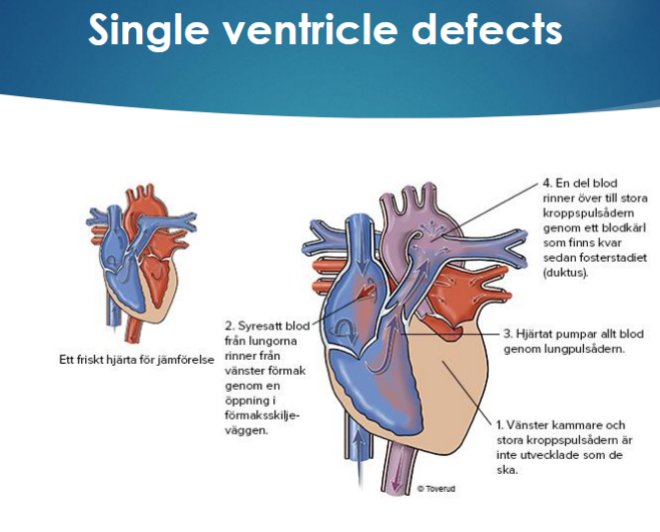 Single ventricle defects
4. En del blod
rinner över till stora
kroppspulsådern
genom ett blodkärl
som finns kvar
sedan fosterstadiet
(duktus).
2. Syresatt blod
från lungorna
rinner från
vänster förmak
genom en
öppning i
förmaksskilje-
väggen.
3. Hjärtat pumpar allt blod
genom lungpulsådern.
Ett friskt hjärta för jämförelse
1. Vänster kammare och
stora kroppspulsådern är
inte utvecklade som de
ska.
© Toverud